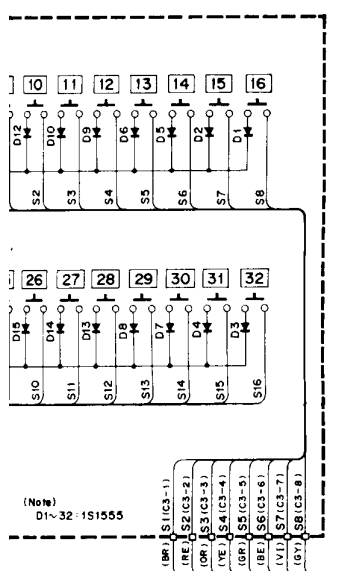 10 11 12 13 14 15 16
D12 D10 D9 D6 D5 D2 D1
S2 S3 S4 S5 S6 S7 S8
26 27 28 29 30 31 32
D15 D14 D13 D8 D7 D4 D3
S10 S11 S12 S13 S14 S15 S16
(Note)
D1~32:1S1555
S1(C3-1)
S2(C3-2)
S3(C3-3)
S4(C3-4)
S5(C3-5)
S6(C3-6)
S7(C3-7)
S8(C3-8)
(BR) (RE) (OR) (YE) (GR) (BE) (VI) (GY)